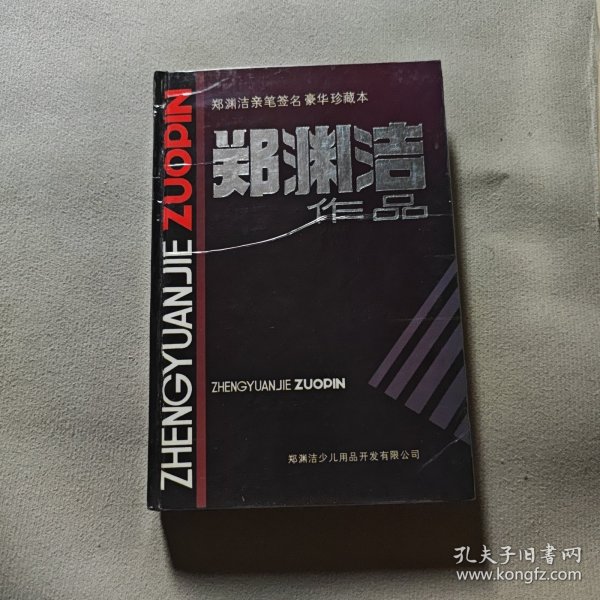 郑渊洁亲笔签名豪华珍藏本
郑渊洁
作品
ZHENGYUANJIE ZUOPIN
ZHENGYUANJIE ZUOPIN
郑渊洁少儿用品开发有限公司
孔夫子旧书网
www.kongfz.com